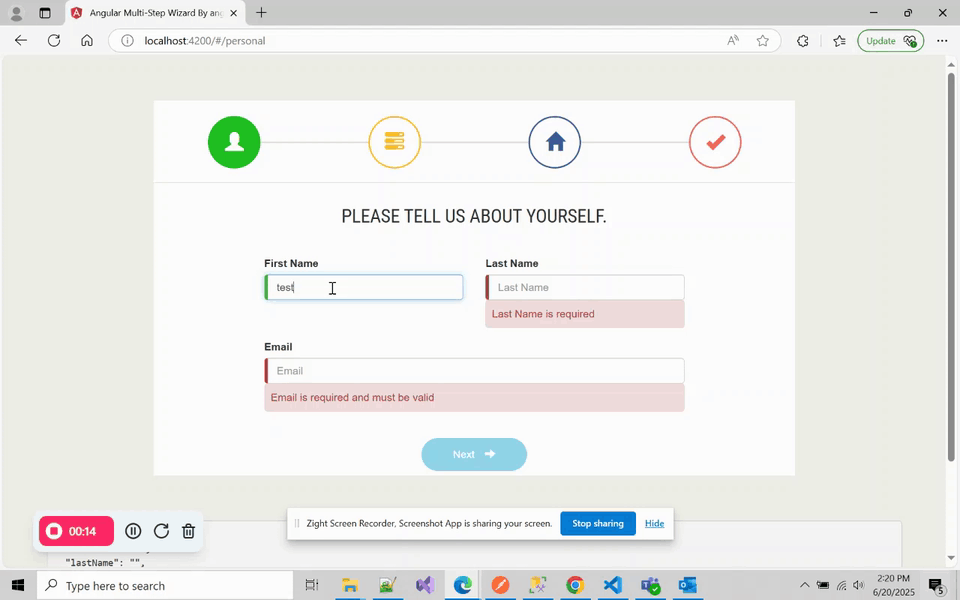 Angular Multi-Step Wizard By an
localhost:4200/#/personal
Update
PLEASE TELL US ABOUT YOURSELF.
First Name
Last Name
test
Last Name
Last Name is required
Email
Email
Email is required and must be valid
Next
00:14
Zight Screen Recorder, Screenshot App is sharing your screen.
Stop sharing
Hide
"lastName": "",
Type here to search
2:20 PM
6/20/2025
5